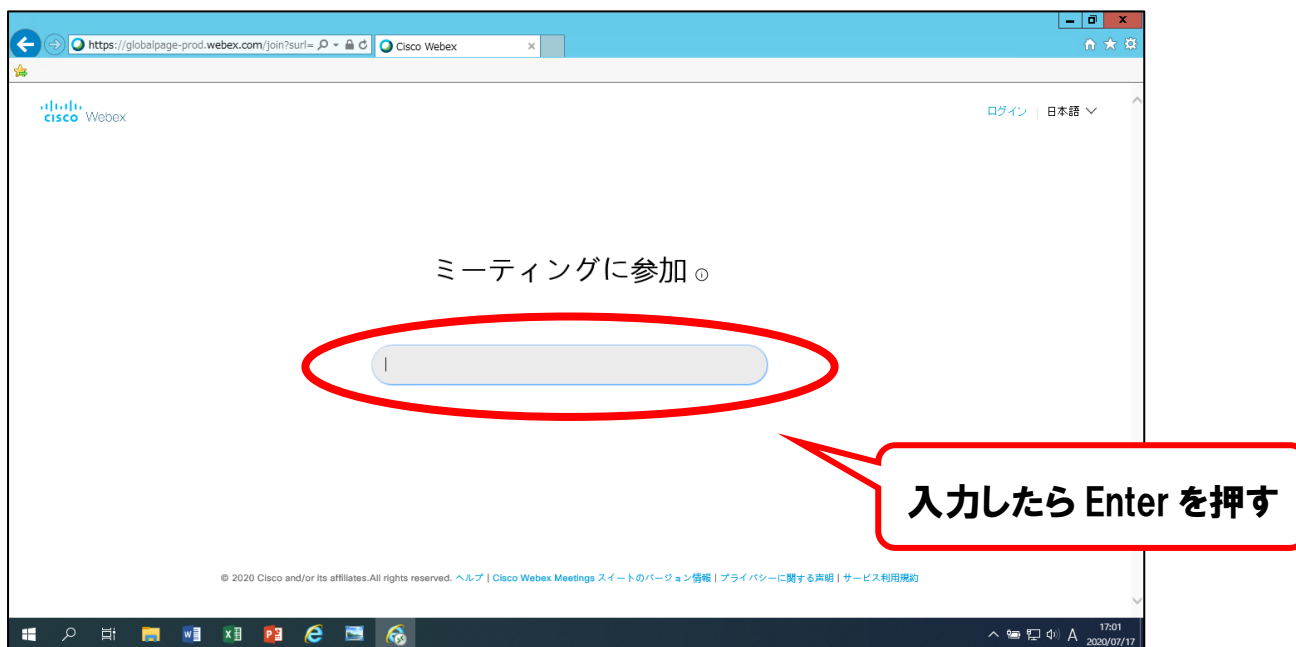 https://globalpage-prod.webex.com/join?surl=
Cisco Webex
cisco Webex
ログイン | 日本語
ミーティングに参加
入力したら Enter を押す
© 2020 Cisco and/or its affiliates.All rights reserved. ヘルプ | Cisco Webex Meetings スイートのバージョン情報 | プライバシーに関する声明 | サービス利用規約
A
17:01
2020/07/17